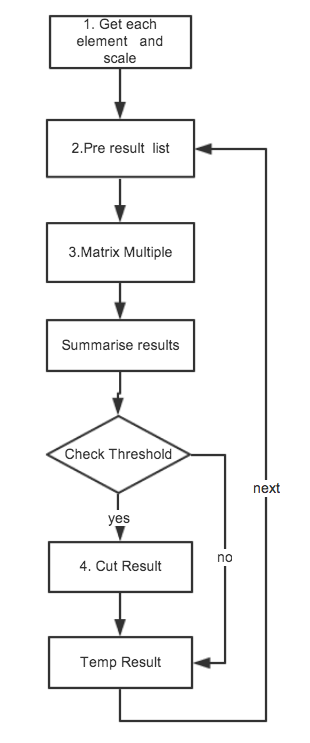 1. Get each
element and
scale
2.Pre result list
3.Matrix Multiple
Summarise results
Check Threshold
yes
next
no
4. Cut Result
Temp Result